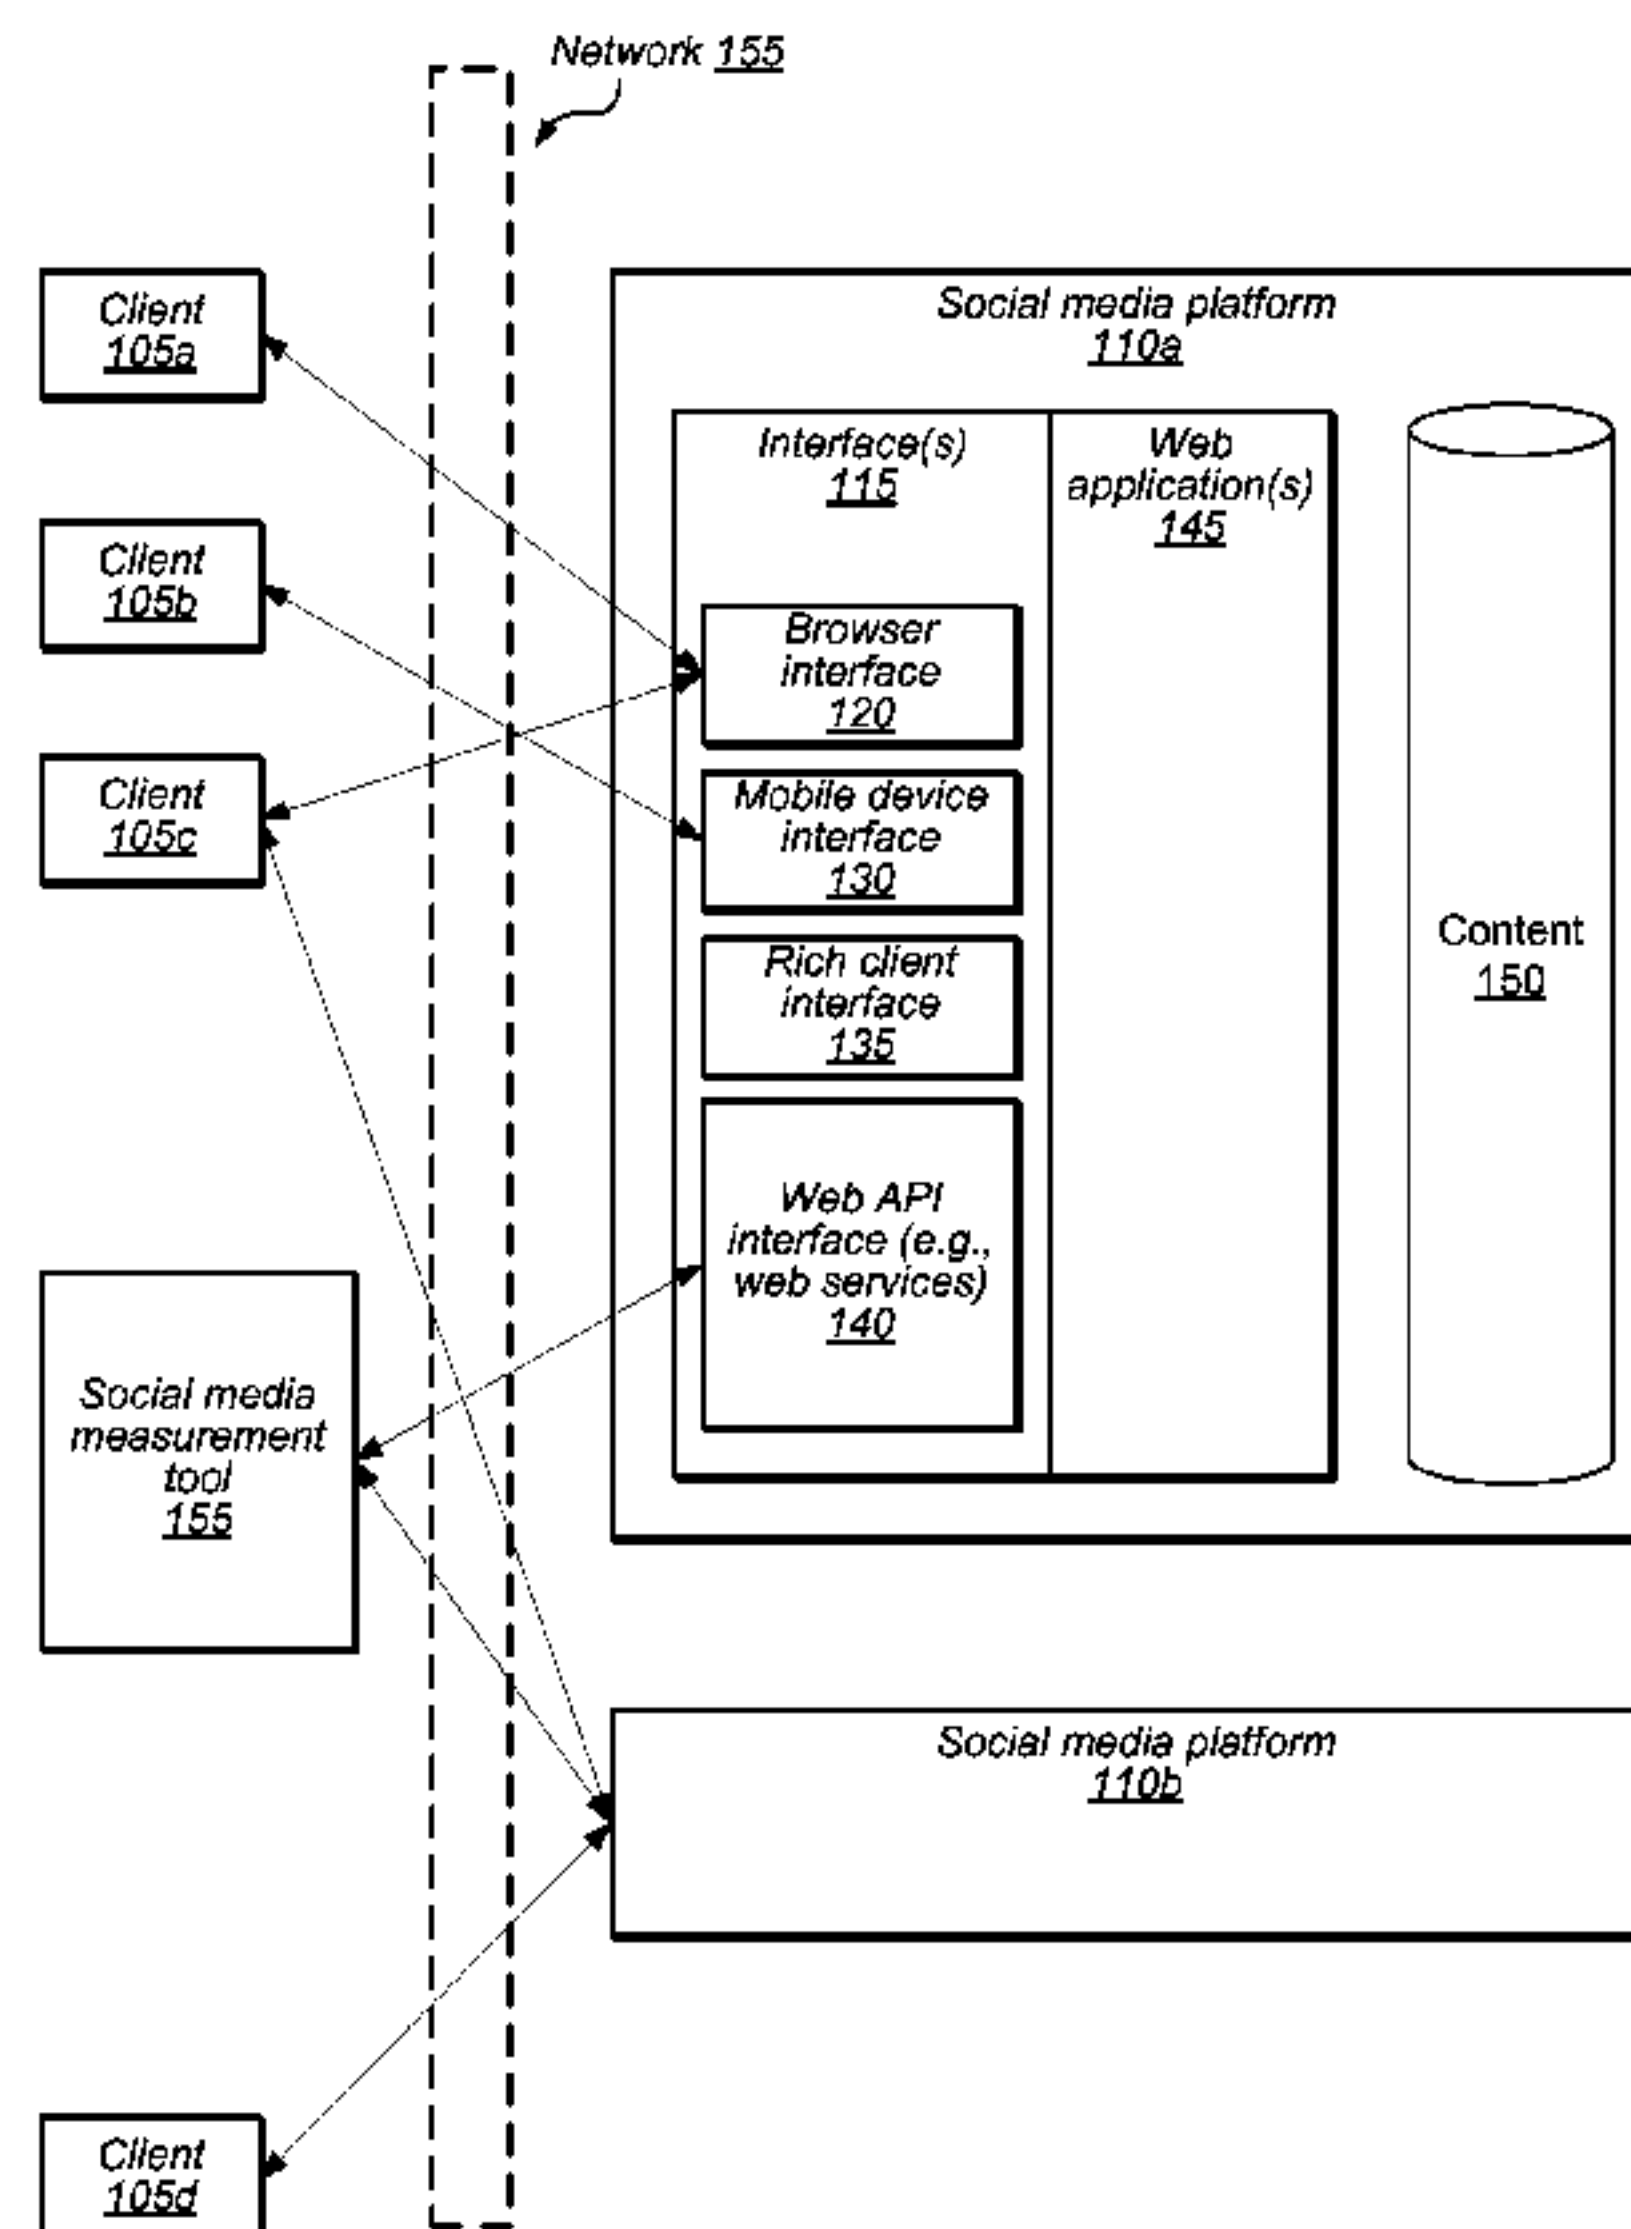 Network 155
Client
105a
Social media platform
110a
Interface(s)
115
Web
application(s)
145
Client
105b
Browser
interface
120
Client
105c
Mobile device
interface
130
Rich client
interface
135
Content
150
Web API
interface (e.g.,
web services)
140
Social media
measurement
tool
155
Social media platform
110b
Client
105d